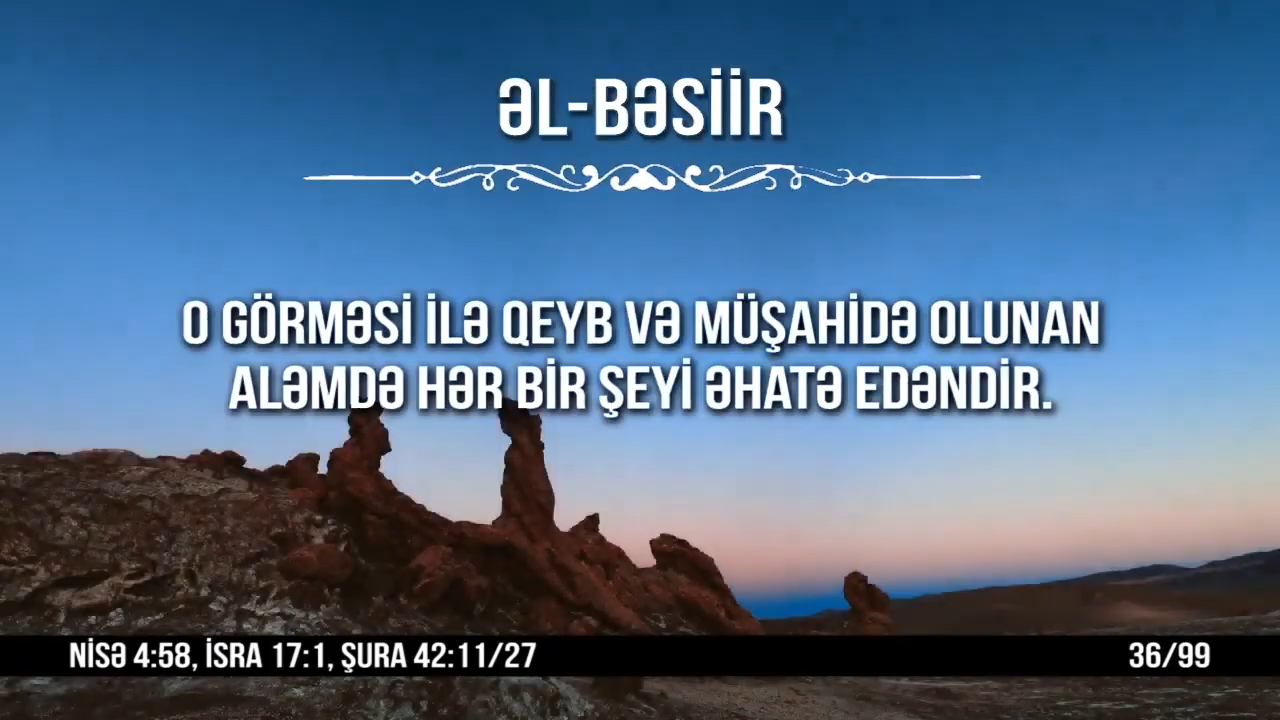 ƏL-BƏSİİR
O GÖRMƏSİ İLƏ QEYB VƏ MÜŞAHİDƏ OLUNAN
ALƏMDƏ HƏR BİR ŞEYİ ƏHATƏ EDƏNDİR.
NİSƏ 4:58, İSRA 17:1, ŞURA 42:11/27
36/99